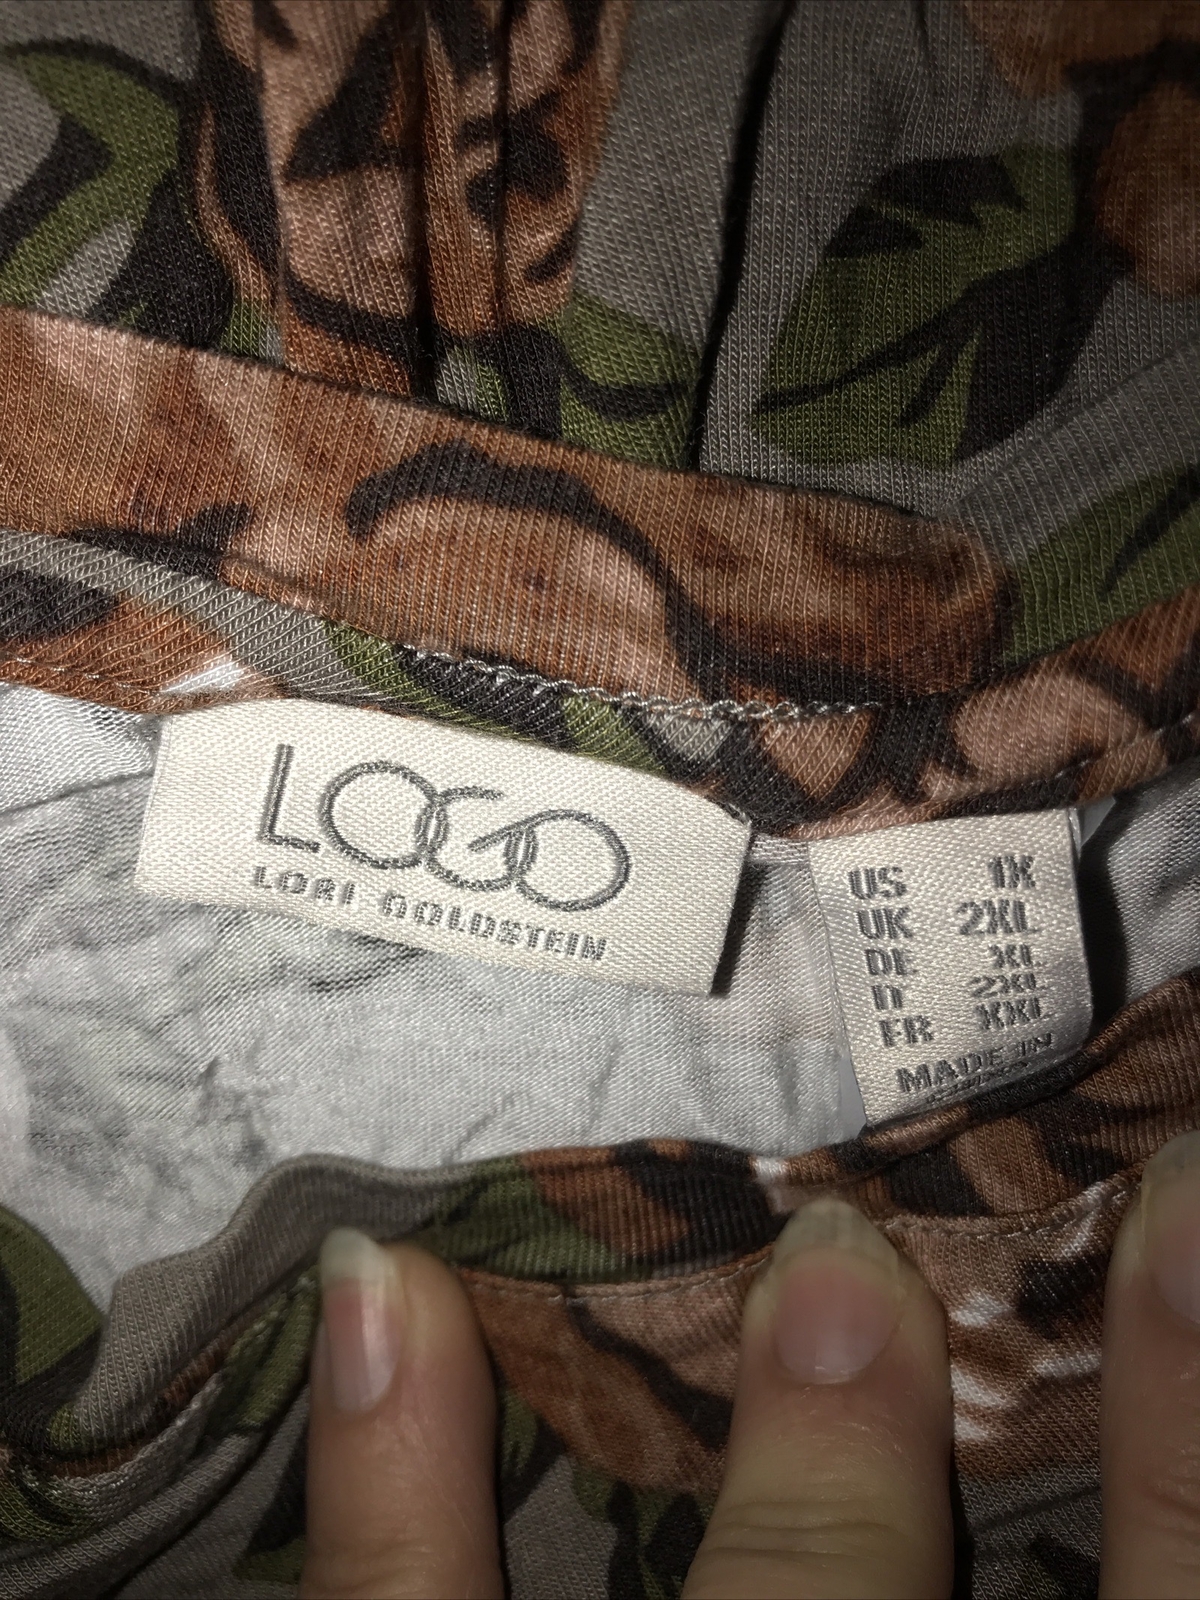 LOGO
LORI GOLDSTEIN
US 1X
UK 2XL
DE XL
IT 2XL
FR XXL
MADE IN